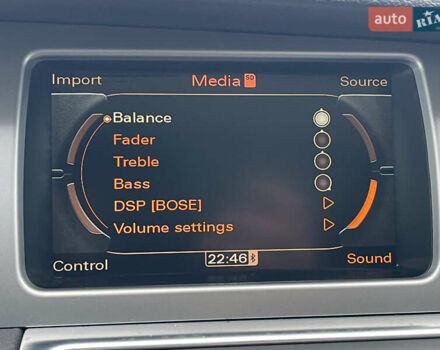 auto RIA
Import Media SD Source
Balance
Fader
Treble
Bass
DSP [BOSE]
Volume settings
Control 22:46 Sound